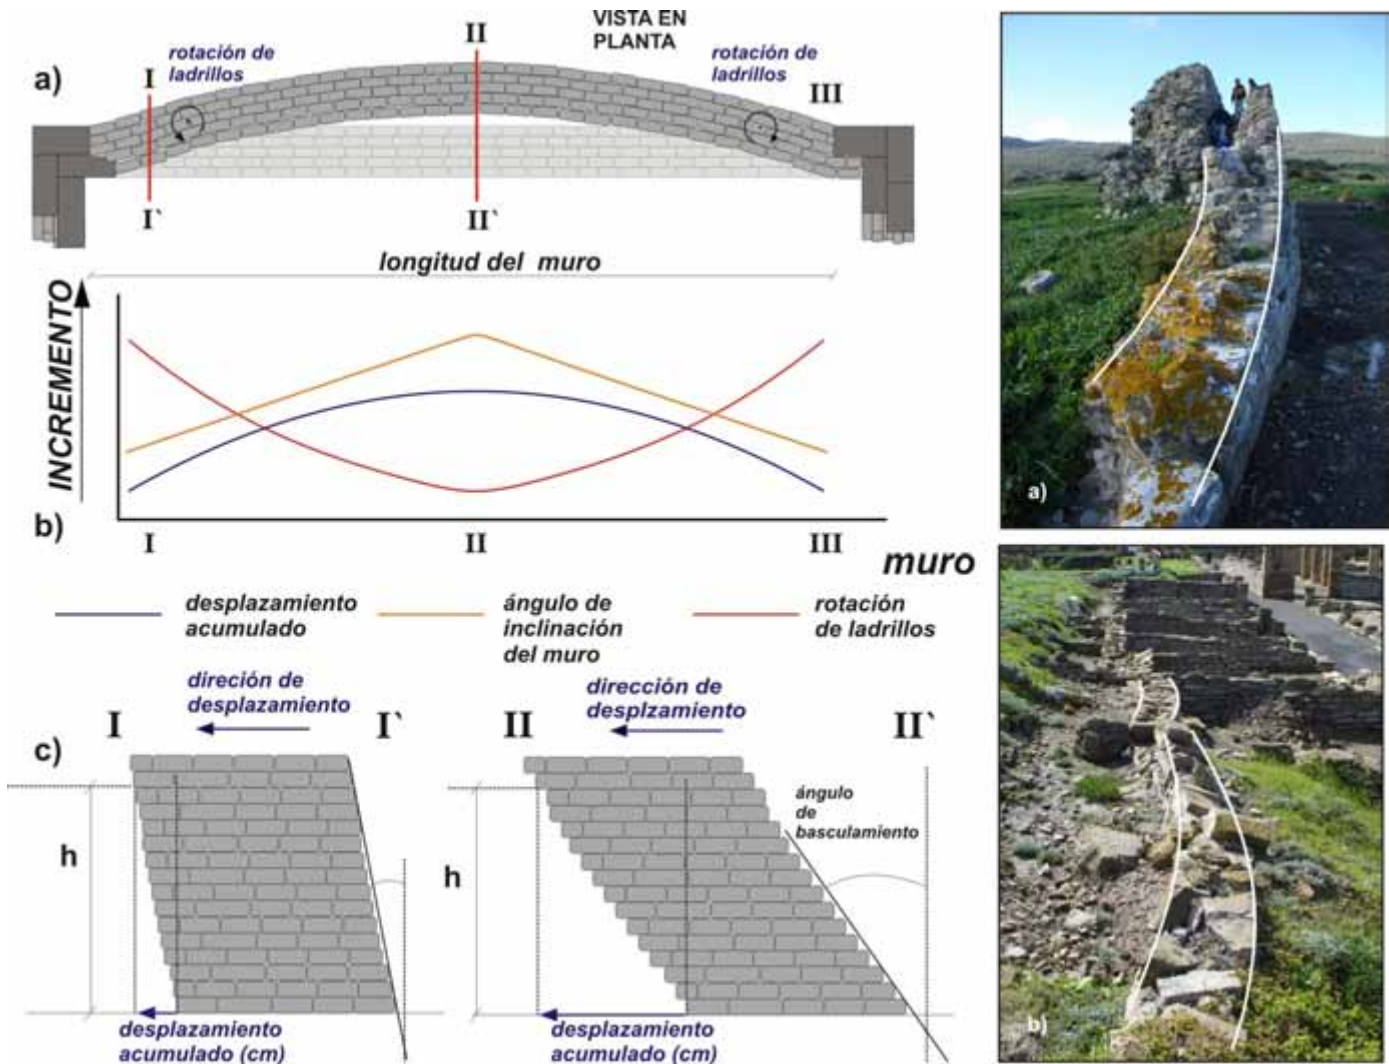 VISTA EN
PLANTA
a)
I
rotación de
ladrillos
II
rotación de
ladrillos
III
I`
II`
longitud del muro
INCREMENTO
b)
I
II
III
muro
desplazamiento
acumulado
ángulo de
inclinación
del muro
rotación
de ladrillos
c)
I
direción de
desplazamiento
I`
h
desplazamiento
acumulado (cm)
II
dirección de
desplzamiento
II`
ángulo
de
basculamiento
h
desplazamiento
acumulado (cm)
a)
b)